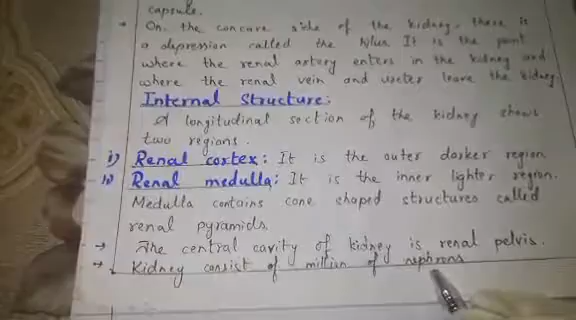 capsule.
→ On the concave side of the kidney, there is
a depression called the hilus. It is the point
where the renal artery enters in the kidney and
where the renal vein and ureter leave the kidney
Internal Structure:
A longitudinal section of the kidney shows
two regions.
i) Renal cortex: It is the outer darker region
ii) Renal medulla: It is the inner lighter region.
Medulla contains cone shaped structures called
renal pyramids.
→ The central cavity of kidney is renal pelvis.
→ Kidney consist of million of nephrons